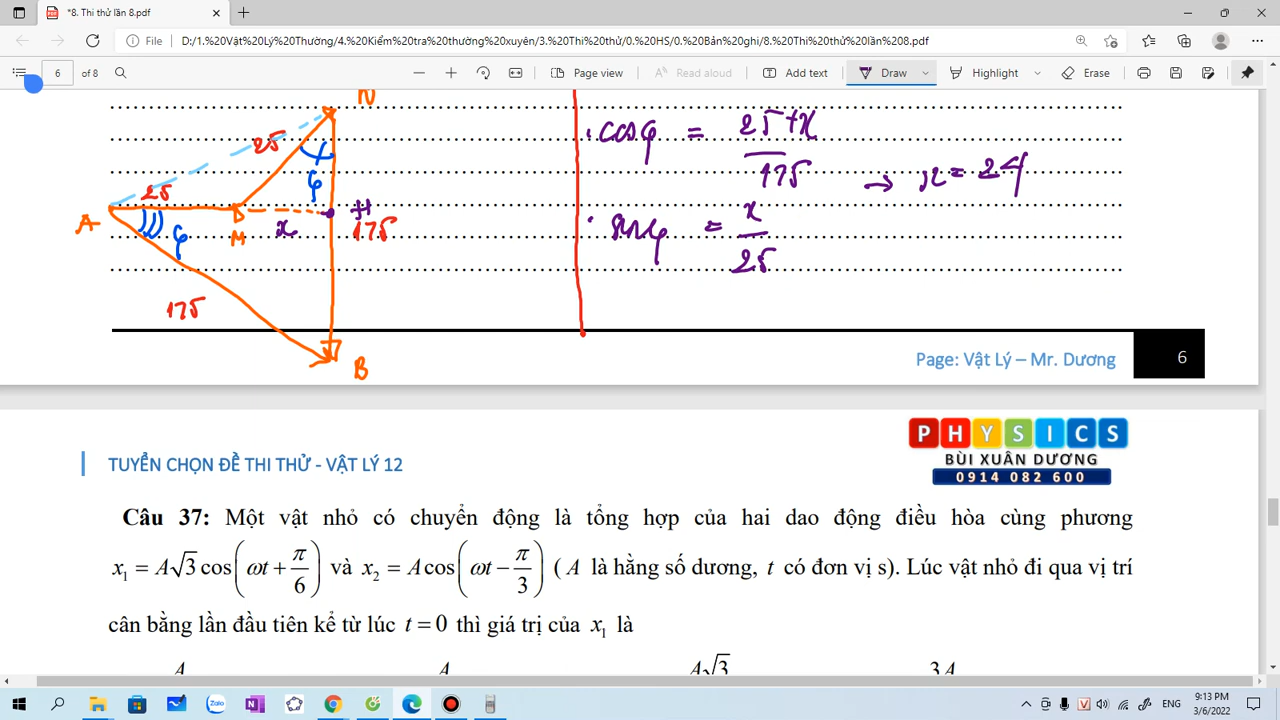 *8. Thi thử lần 8.pdf
File D:/1.%20Vật%20Lý%20Thường/4.%20Kiểm%20tra%20thường%20xuyên/3.%20Thi%20thử/0.%20HS/0.%20Bản%20ghi/8.%20Thi%20thử%20lần%208.pdf
6 of 8 Page view Read aloud Add text Draw Highlight Erase
N
25
φ
25
A M x H
φ 175
175
B
cosφ = (25+x)/175
sinφ = x/25
→ x = 24
Page: Vật Lý – Mr. Dương 6
PHYSICS
BÙI XUÂN DƯƠNG
0914 082 600
TUYỂN CHỌN ĐỀ THI THỬ - VẬT LÝ 12
Câu 37: Một vật nhỏ có chuyển động là tổng hợp của hai dao động điều hòa cùng phương
x₁ = A√3 cos(ωt + π/6) và x₂ = A cos(ωt − π/3) ( A là hằng số dương, t có đơn vị s). Lúc vật nhỏ đi qua vị trí
cân bằng lần đầu tiên kể từ lúc t = 0 thì giá trị của x₁ là
A A A√3 3A
Zalo N V ENG 9:13 PM
3/6/2022